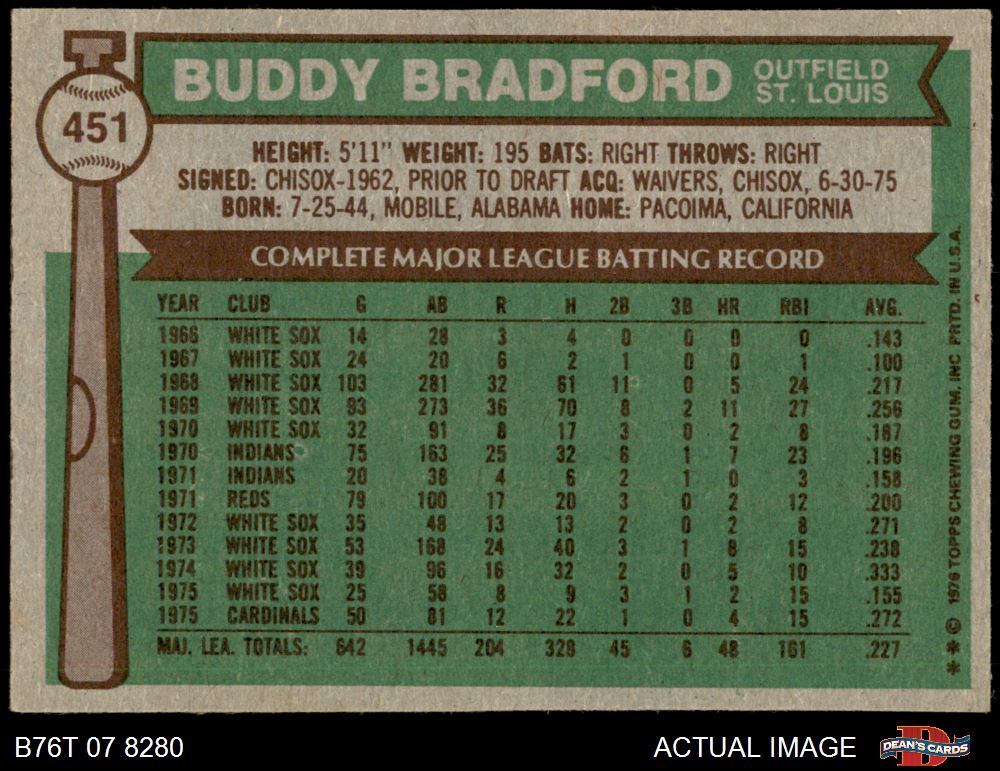 451
BUDDY BRADFORD
OUTFIELD
ST. LOUIS
HEIGHT: 5'11" WEIGHT: 195 BATS: RIGHT THROWS: RIGHT
SIGNED: CHISOX-1962, PRIOR TO DRAFT ACQ: WAIVERS, CHISOX, 6-30-75
BORN: 7-25-44, MOBILE, ALABAMA HOME: PACOIMA, CALIFORNIA
COMPLETE MAJOR LEAGUE BATTING RECORD
YEAR CLUB G AB R H 2B 3B HR RBI AVG.
1966 WHITE SOX 14 28 3 4 0 0 0 0 .143
1967 WHITE SOX 24 20 6 2 1 0 0 1 .100
1968 WHITE SOX 103 281 32 61 11 0 5 24 .217
1969 WHITE SOX 93 273 36 70 8 2 11 27 .256
1970 WHITE SOX 32 91 8 17 3 0 2 8 .187
1970 INDIANS 75 163 25 32 6 1 7 23 .196
1971 INDIANS 20 38 4 6 2 1 0 3 .158
1971 REDS 79 100 17 20 3 0 2 12 .200
1972 WHITE SOX 35 48 13 13 2 0 2 8 .271
1973 WHITE SOX 53 168 24 40 3 1 8 15 .238
1974 WHITE SOX 39 96 16 32 2 0 5 10 .333
1975 WHITE SOX 25 58 8 9 3 1 2 15 .155
1975 CARDINALS 50 81 12 22 1 0 4 15 .272
MAJ. LEA. TOTALS: 642 1445 204 328 45 6 48 161 .227
* * © 1976 TOPPS CHEWING GUM, INC PRTD. IN U.S.A.
B76T 07 8280
ACTUAL IMAGE
DEAN'S CARDS